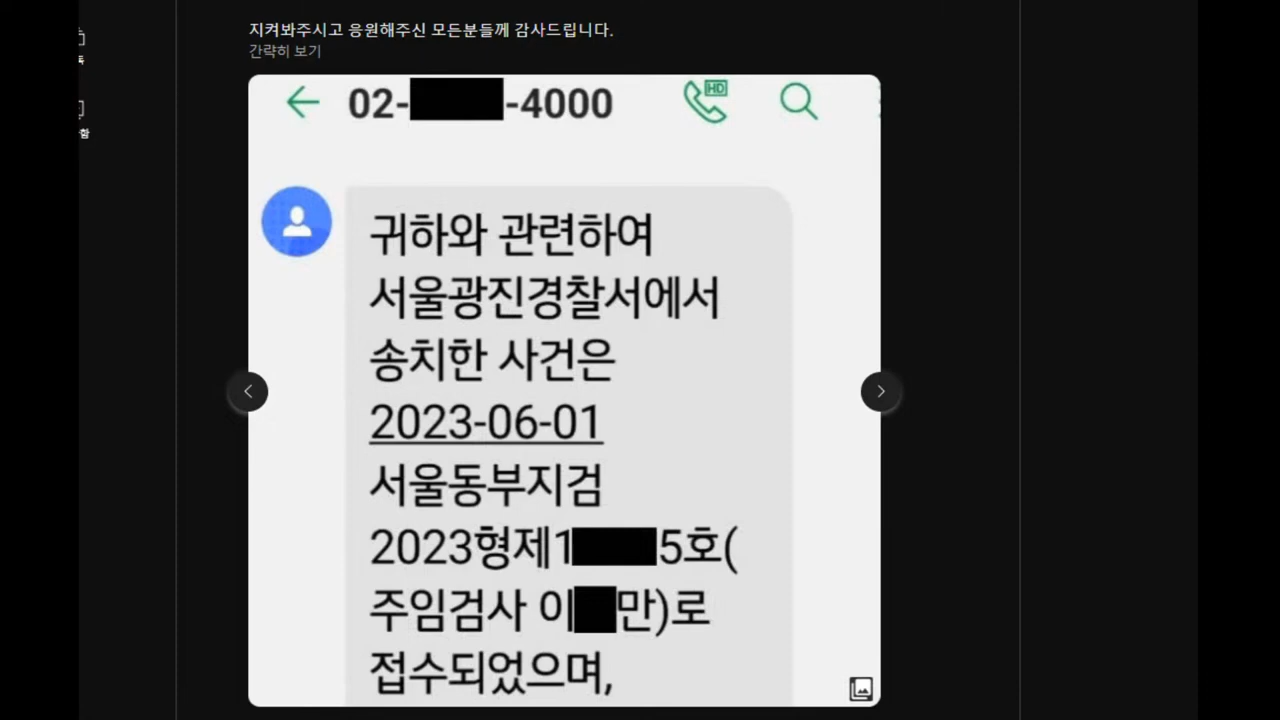 지켜봐주시고 응원해주신 모든분들께 감사드립니다.
간략히 보기
02- -4000
HD
귀하와 관련하여
서울광진경찰서에서
송치한 사건은
2023-06-01
서울동부지검
2023형제1 5호(
주임검사 이 만)로
접수되었으며,